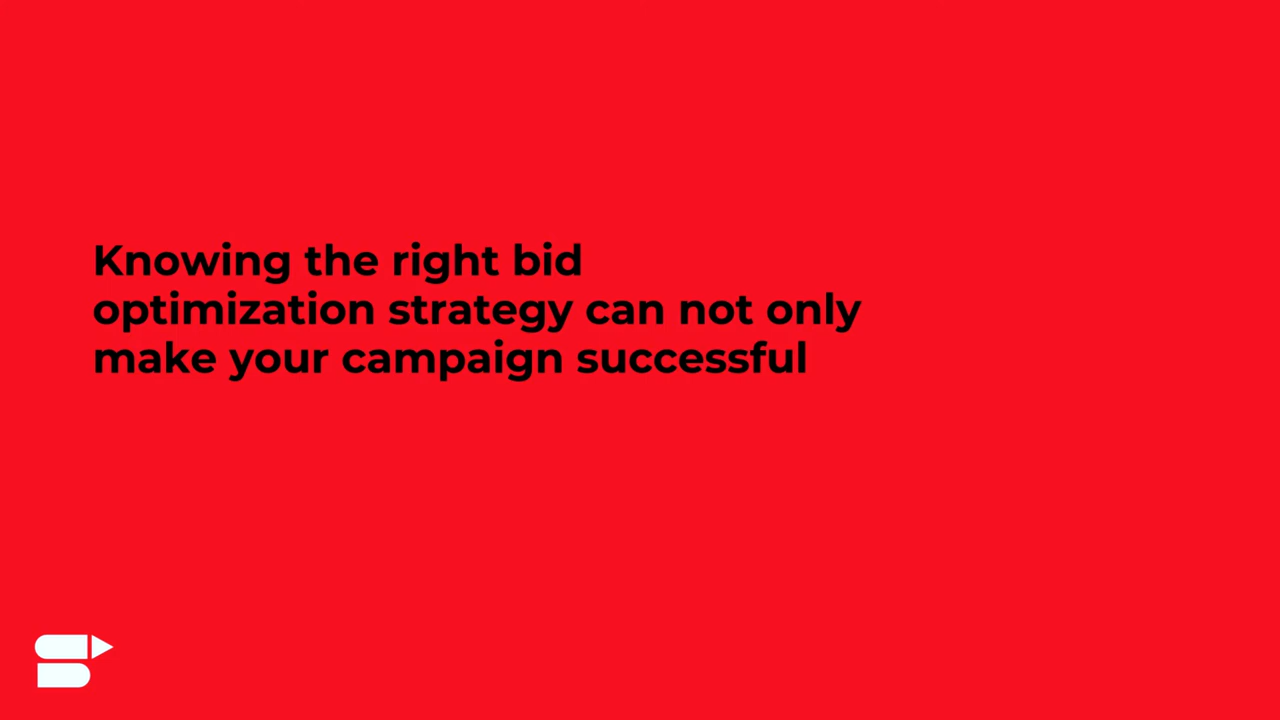 Knowing the right bid
optimization strategy can not only
make your campaign successful